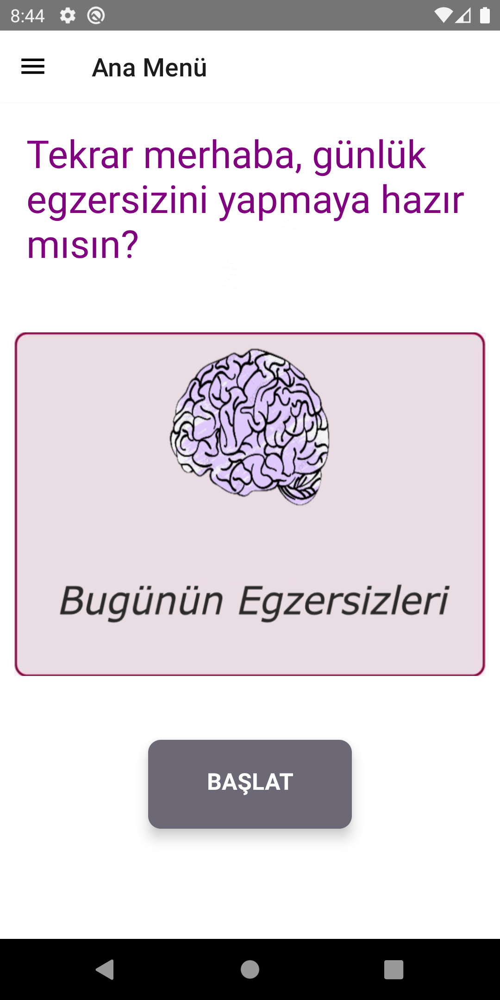 8:44
Ana Menü
Tekrar merhaba, günlük
egzersizini yapmaya hazır
mısın?
Bugünün Egzersizleri
BAŞLAT